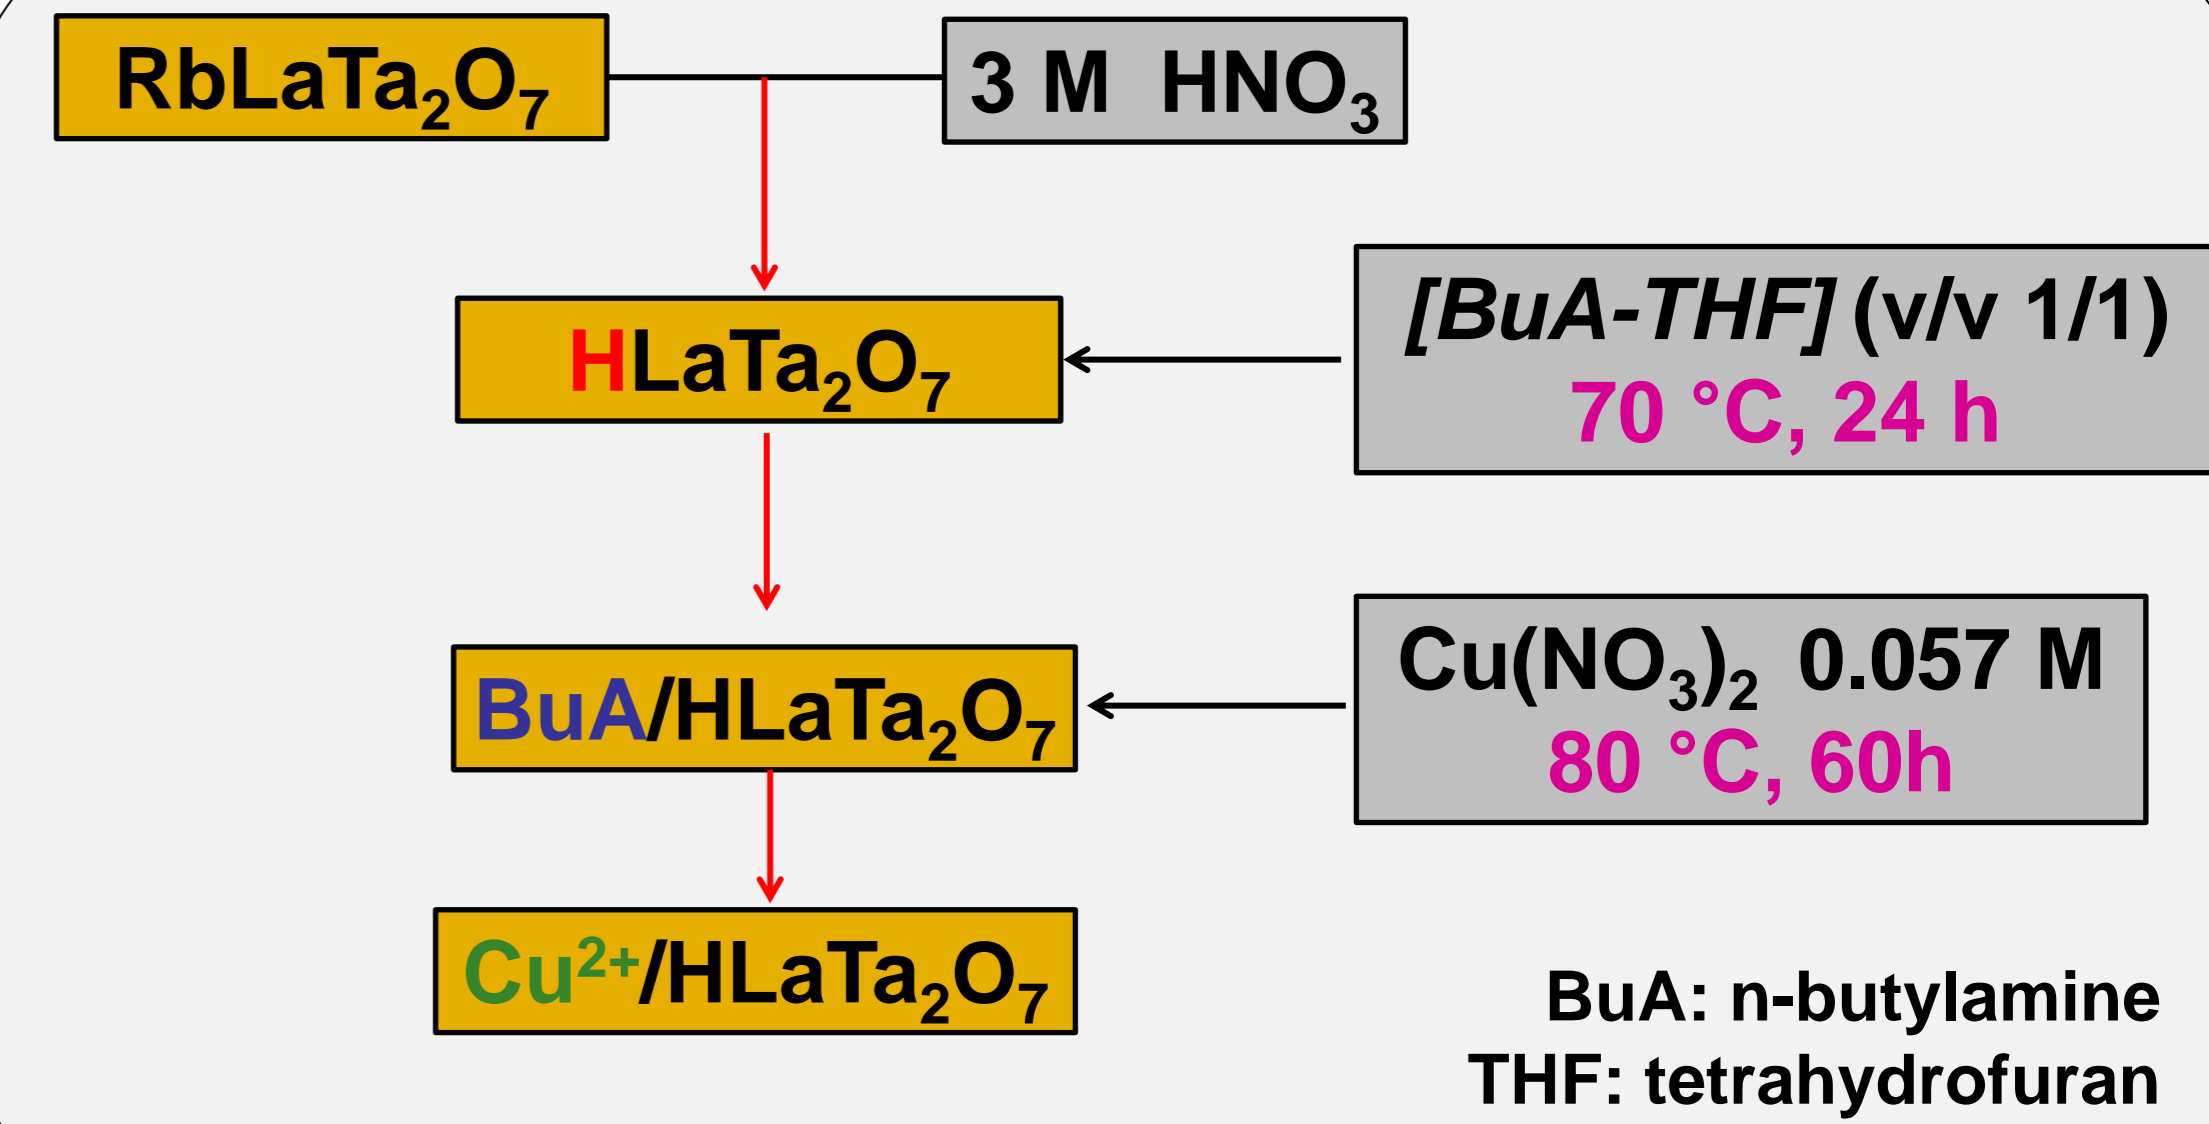 RbLaTa₂O₇
3 M HNO₃
HLaTa₂O₇
[BuA-THF] (v/v 1/1)
70 °C, 24 h
BuA/HLaTa₂O₇
Cu(NO₃)₂ 0.057 M
80 °C, 60h
Cu²⁺/HLaTa₂O₇
BuA: n-butylamine
THF: tetrahydrofuran